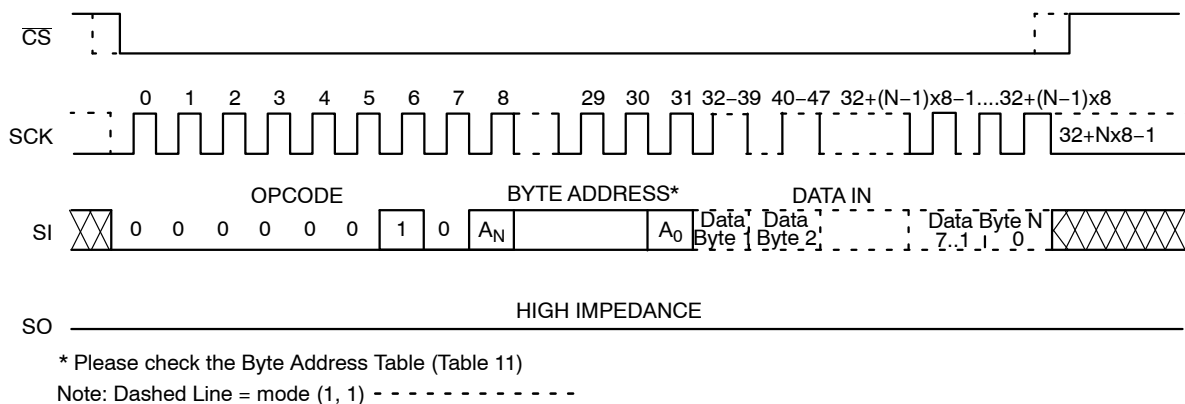 CS
0 1 2 3 4 5 6 7 8 29 30 31 32–39 40–47 32+(N–1)x8–1....32+(N–1)x8
SCK
32+Nx8–1
OPCODE BYTE ADDRESS* DATA IN
SI 0 0 0 0 0 0 1 0 AN A0 Data Byte 1 Data Byte 2 Data Byte N
7..1 0
HIGH IMPEDANCE
SO
* Please check the Byte Address Table (Table 11)
Note: Dashed Line = mode (1, 1)